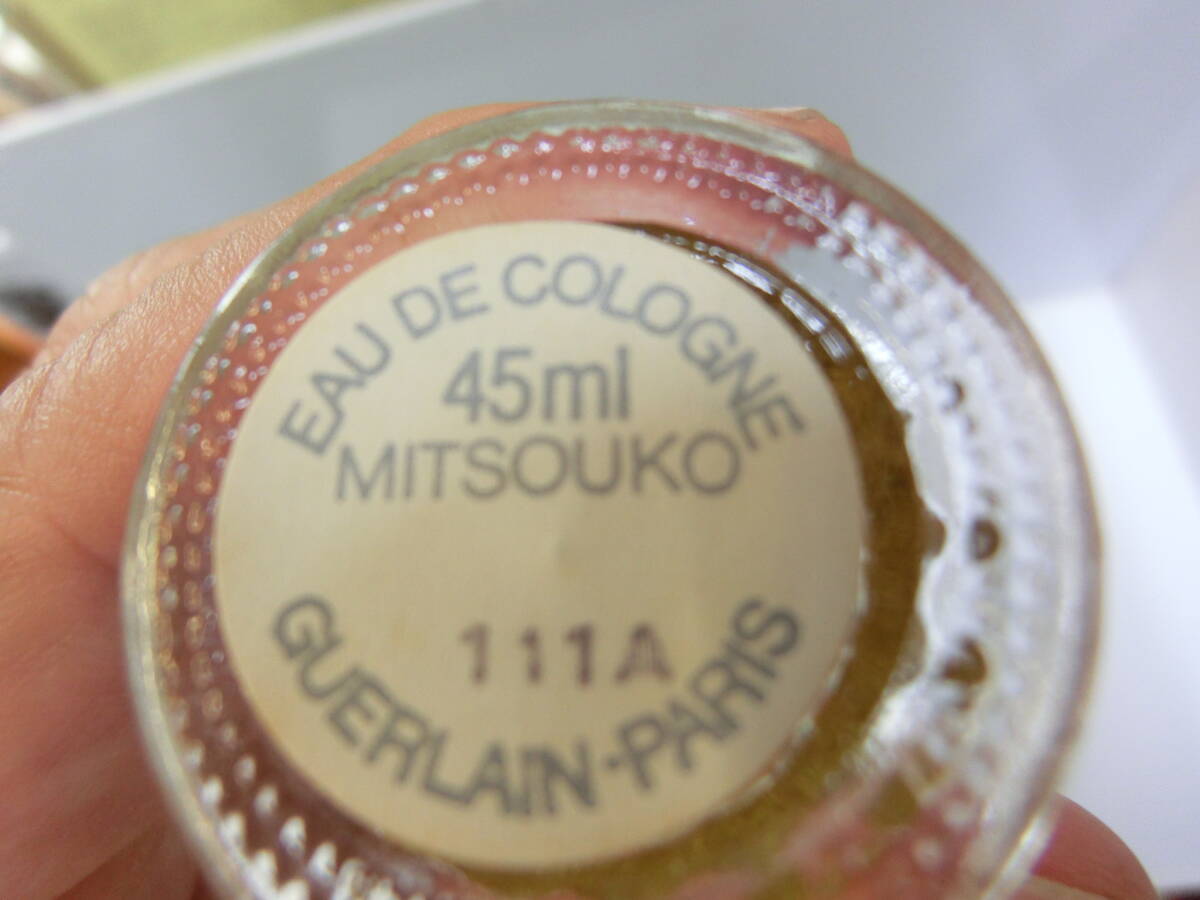 EAU DE COLOGNE
45ml
MITSOUKO
111A
GUERLAIN-PARIS